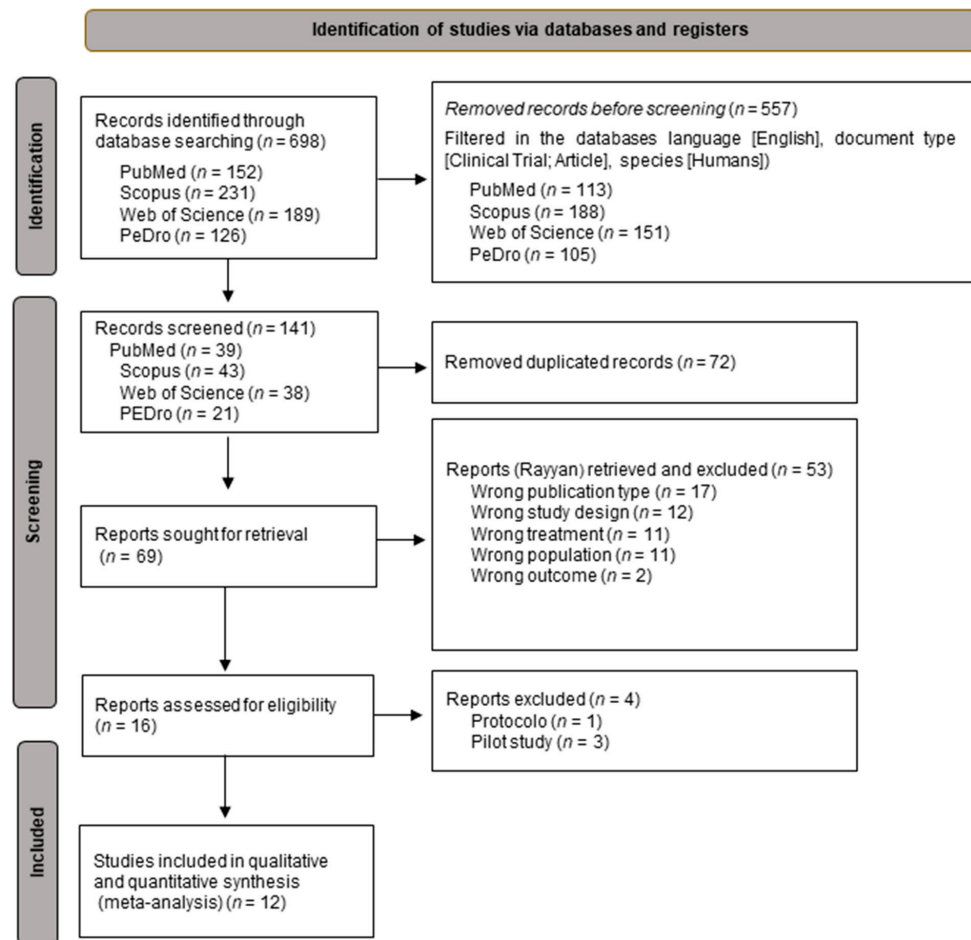 Identification of studies via databases and registers
Identification
Records identified through
database searching (n = 698)
PubMed (n = 152)
Scopus (n = 231)
Web of Science (n = 189)
PeDro (n = 126)
Removed records before screening (n = 557)
Filtered in the databases language [English], document type
[Clinical Trial; Article], species [Humans])
PubMed (n = 113)
Scopus (n = 188)
Web of Science (n = 151)
PeDro (n = 105)
Screening
Records screened (n = 141)
PubMed (n = 39)
Scopus (n = 43)
Web of Science (n = 38)
PEDro (n = 21)
Removed duplicated records (n = 72)
Reports sought for retrieval
(n = 69)
Reports (Rayyan) retrieved and excluded (n = 53)
Wrong publication type (n = 17)
Wrong study design (n = 12)
Wrong treatment (n = 11)
Wrong population (n = 11)
Wrong outcome (n = 2)
Reports assessed for eligibility
(n = 16)
Reports excluded (n = 4)
Protocolo (n = 1)
Pilot study (n = 3)
Included
Studies included in qualitative
and quantitative synthesis
(meta-analysis) (n = 12)